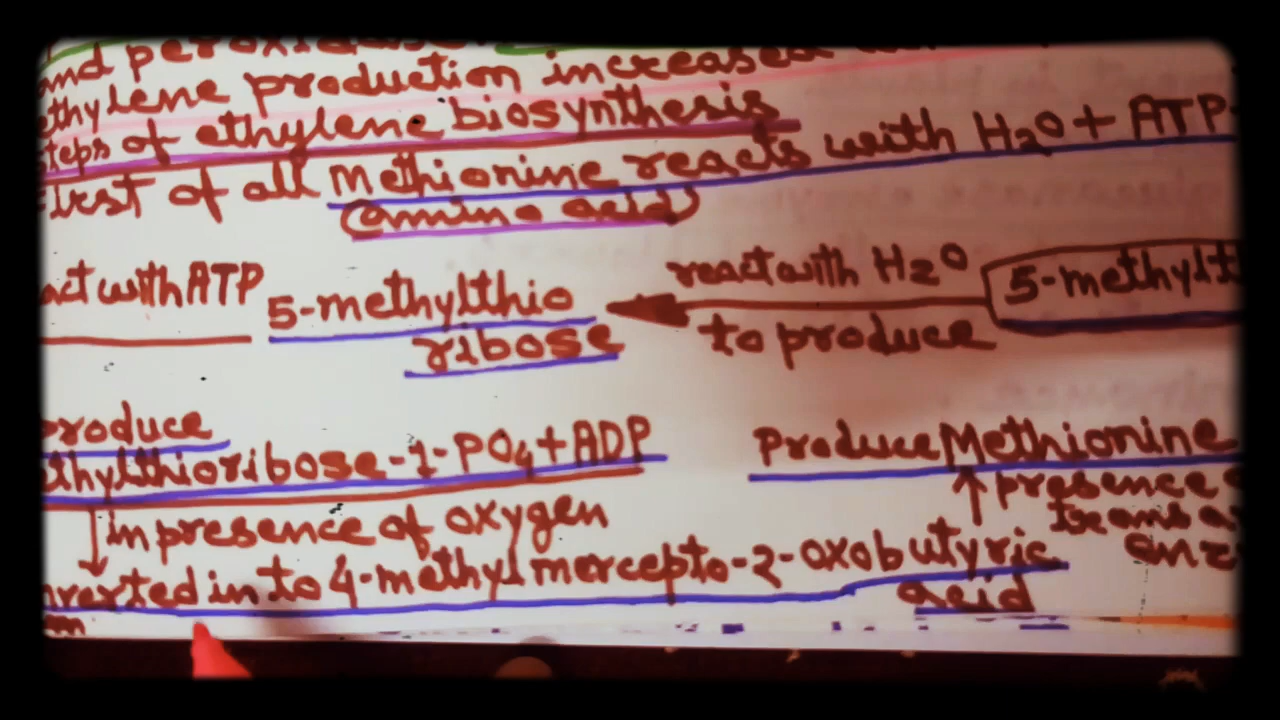 and peroxidase
ethylene production increased
steps of ethylene biosynthesis
First of all Methionine reacts with H2O + ATP
(amino acid)
act with ATP
5-methylthio
ribose
react with H2O
to produce
5-methylt
produce
thylthioribose-1-PO4+ADP
Produce Methionine
in presence of oxygen
presence
trans a
verted in to 4-methyl mercepto-2-oxobutyric
acid